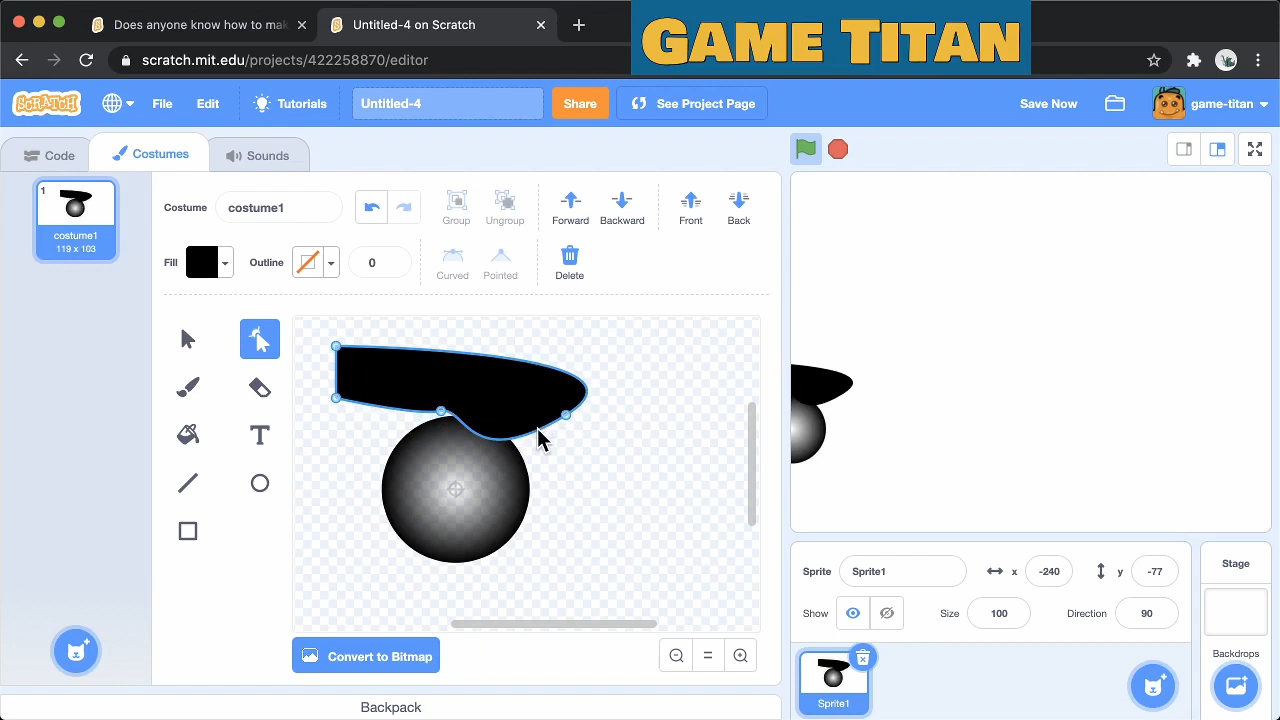 Does anyone know how to mak
Untitled-4 on Scratch
GAME TITAN
scratch.mit.edu/projects/422258870/editor
SCRATCH
File
Edit
Tutorials
Untitled-4
Share
See Project Page
Save Now
game-titan
Code
Costumes
Sounds
1
costume1
119 x 103
Costume
costume1
Group
Ungroup
Forward
Backward
Front
Back
Fill
Outline
0
Curved
Pointed
Delete
T
Convert to Bitmap
Backpack
Sprite
Sprite1
x
-240
y
-77
Show
Size
100
Direction
90
Sprite1
Stage
Backdrops